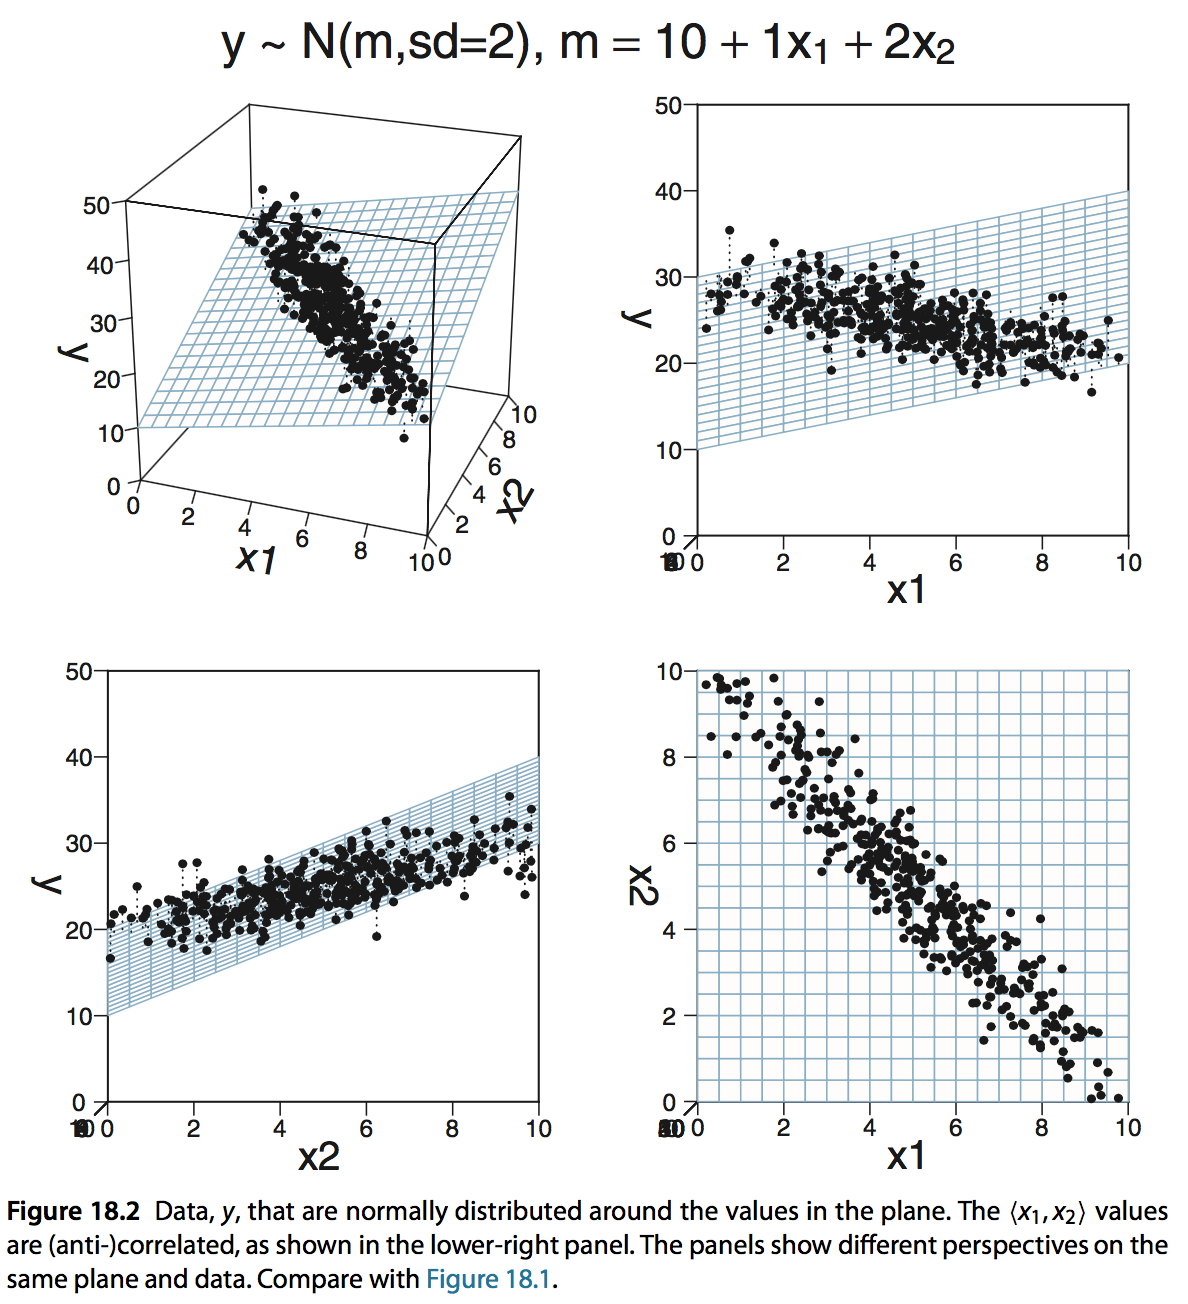 y ~ N(m,sd=2), m = 10 + 1x₁ + 2x₂
50
40
30
20
10
0
y
0
2
4
6
8
10
x1
0
2
4
6
8
10
x2
50
40
30
20
10
0
y
0 2 4 6 8 10
x1
50
40
30
20
10
0
y
0 2 4 6 8 10
x2
10
8
6
4
2
0
x2
0 2 4 6 8 10
x1
Figure 18.2 Data, y, that are normally distributed around the values in the plane. The ⟨x₁, x₂⟩ values
are (anti-)correlated, as shown in the lower-right panel. The panels show different perspectives on the
same plane and data. Compare with Figure 18.1.